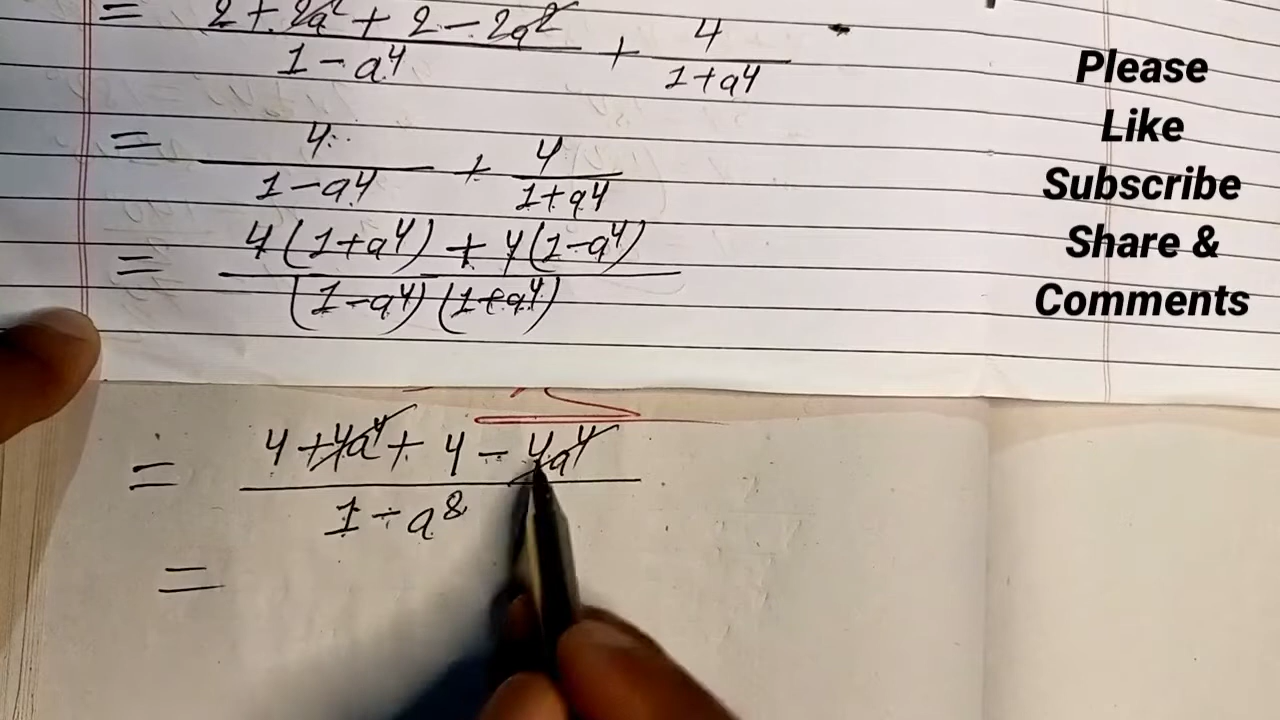 = 2 + 2a² + 2 - 2a² / 1 - a⁴ + 4 / 1 + a⁴
= 4 / 1 - a⁴ + 4 / 1 + a⁴
= 4(1+a⁴) + 4(1-a⁴) / (1-a⁴)(1+a⁴)
= 4 + 4a⁴ + 4 - 4a⁴ / 1 - a⁸
=
Please
Like
Subscribe
Share &
Comments